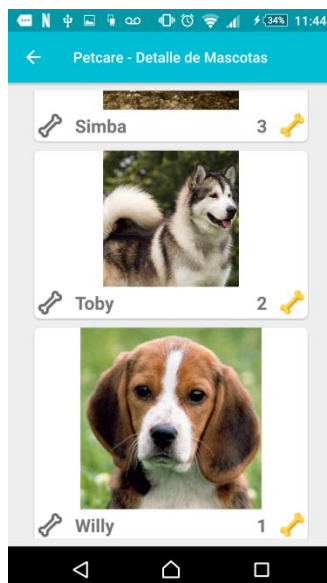 34% 11:44
Petcare - Detalle de Mascotas
Simba 3
Toby 2
Willy 1